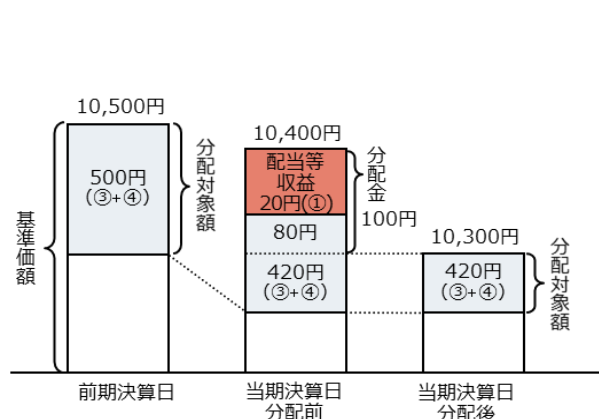 10,500円
500円
(③+④)
分配対象額
基準価額
前期決算日
10,400円
配当等
収益
20円(①)
80円
420円
(③+④)
分配金
100円
当期決算日
分配前
10,300円
420円
(③+④)
分配対象額
当期決算日
分配後